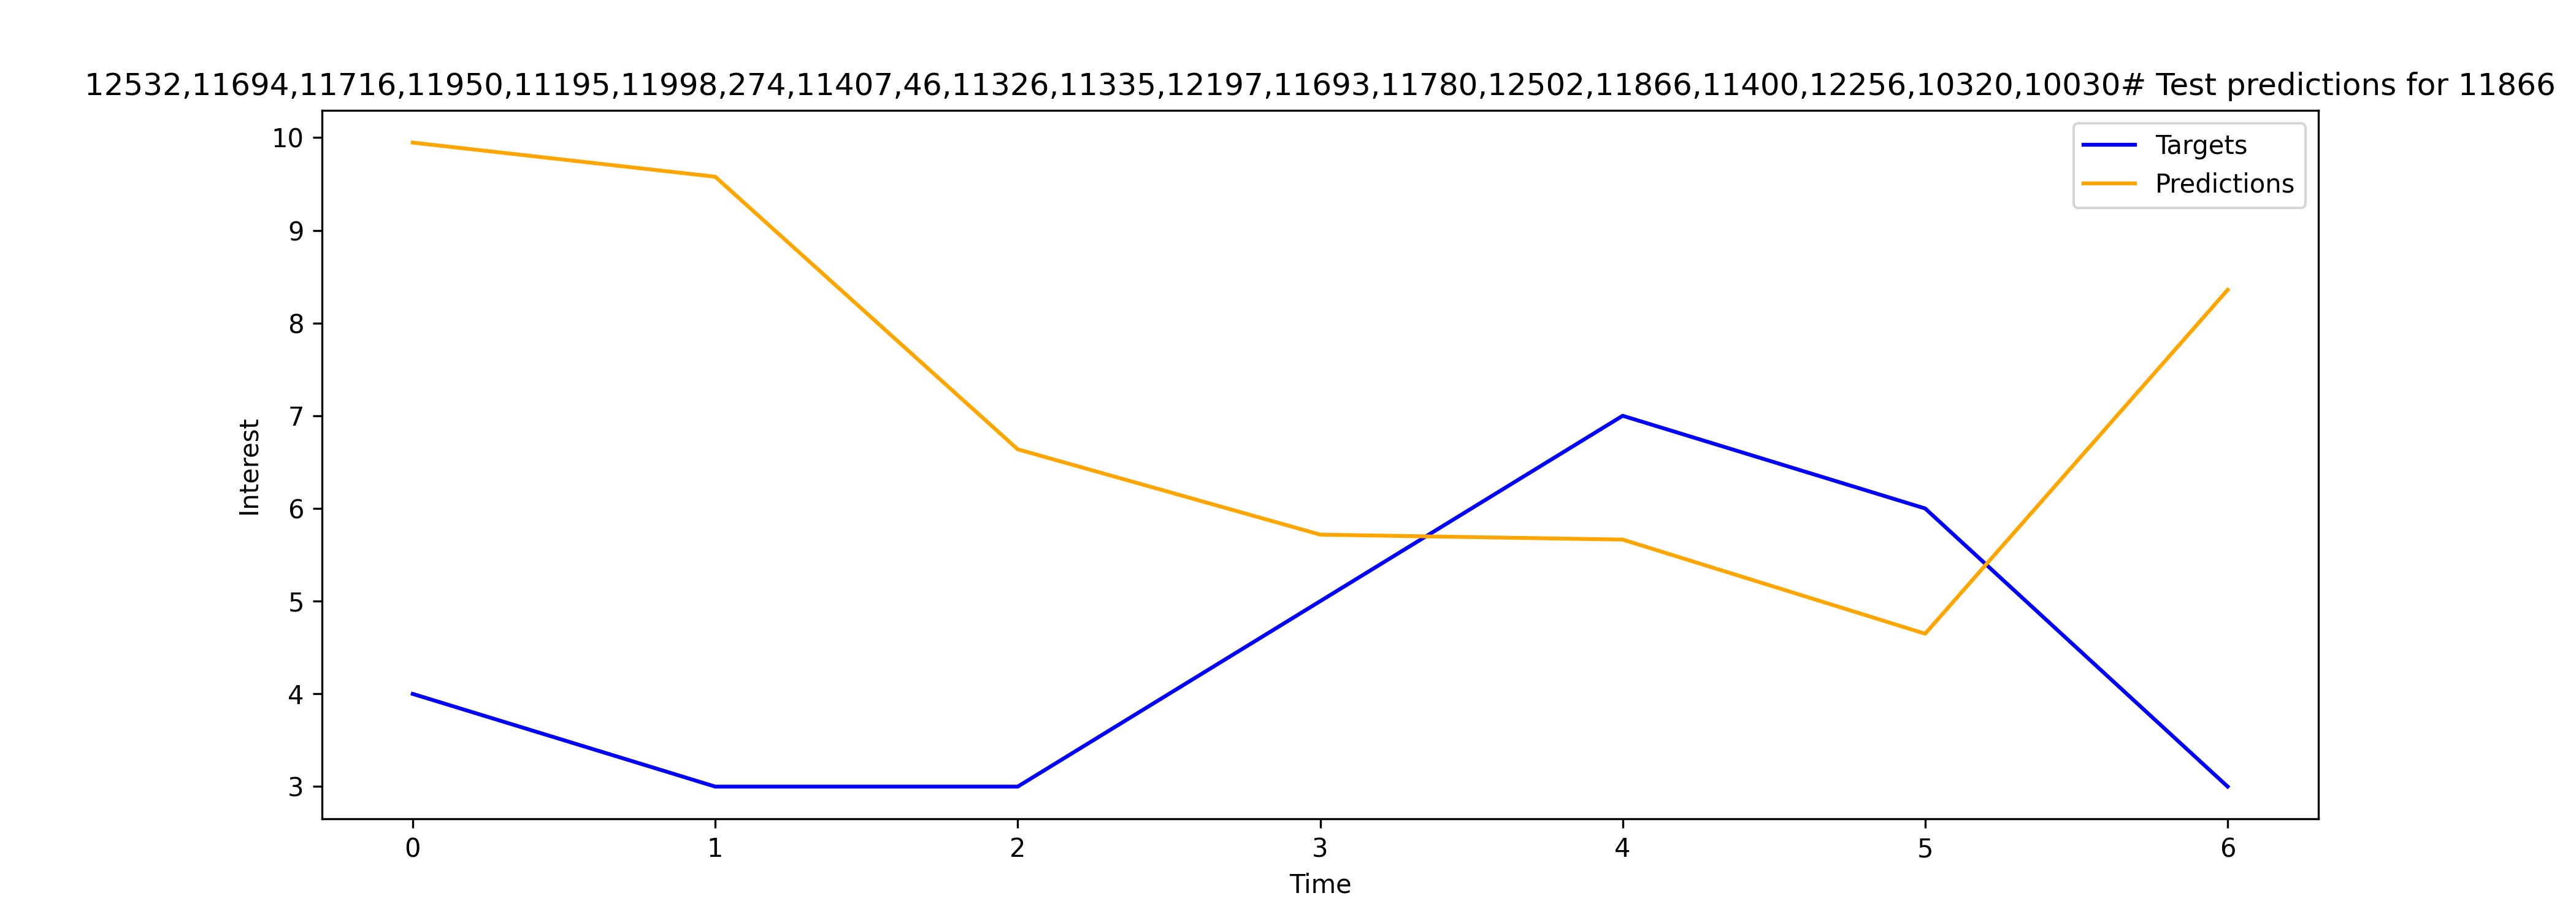 12532,11694,11716,11950,11195,11998,274,11407,46,11326,11335,12197,11693,11780,12502,11866,11400,12256,10320,10030# Test predictions for 11866
Targets
Predictions
10
9
8
7
6
5
4
3
Interest
0 1 2 3 4 5 6
Time